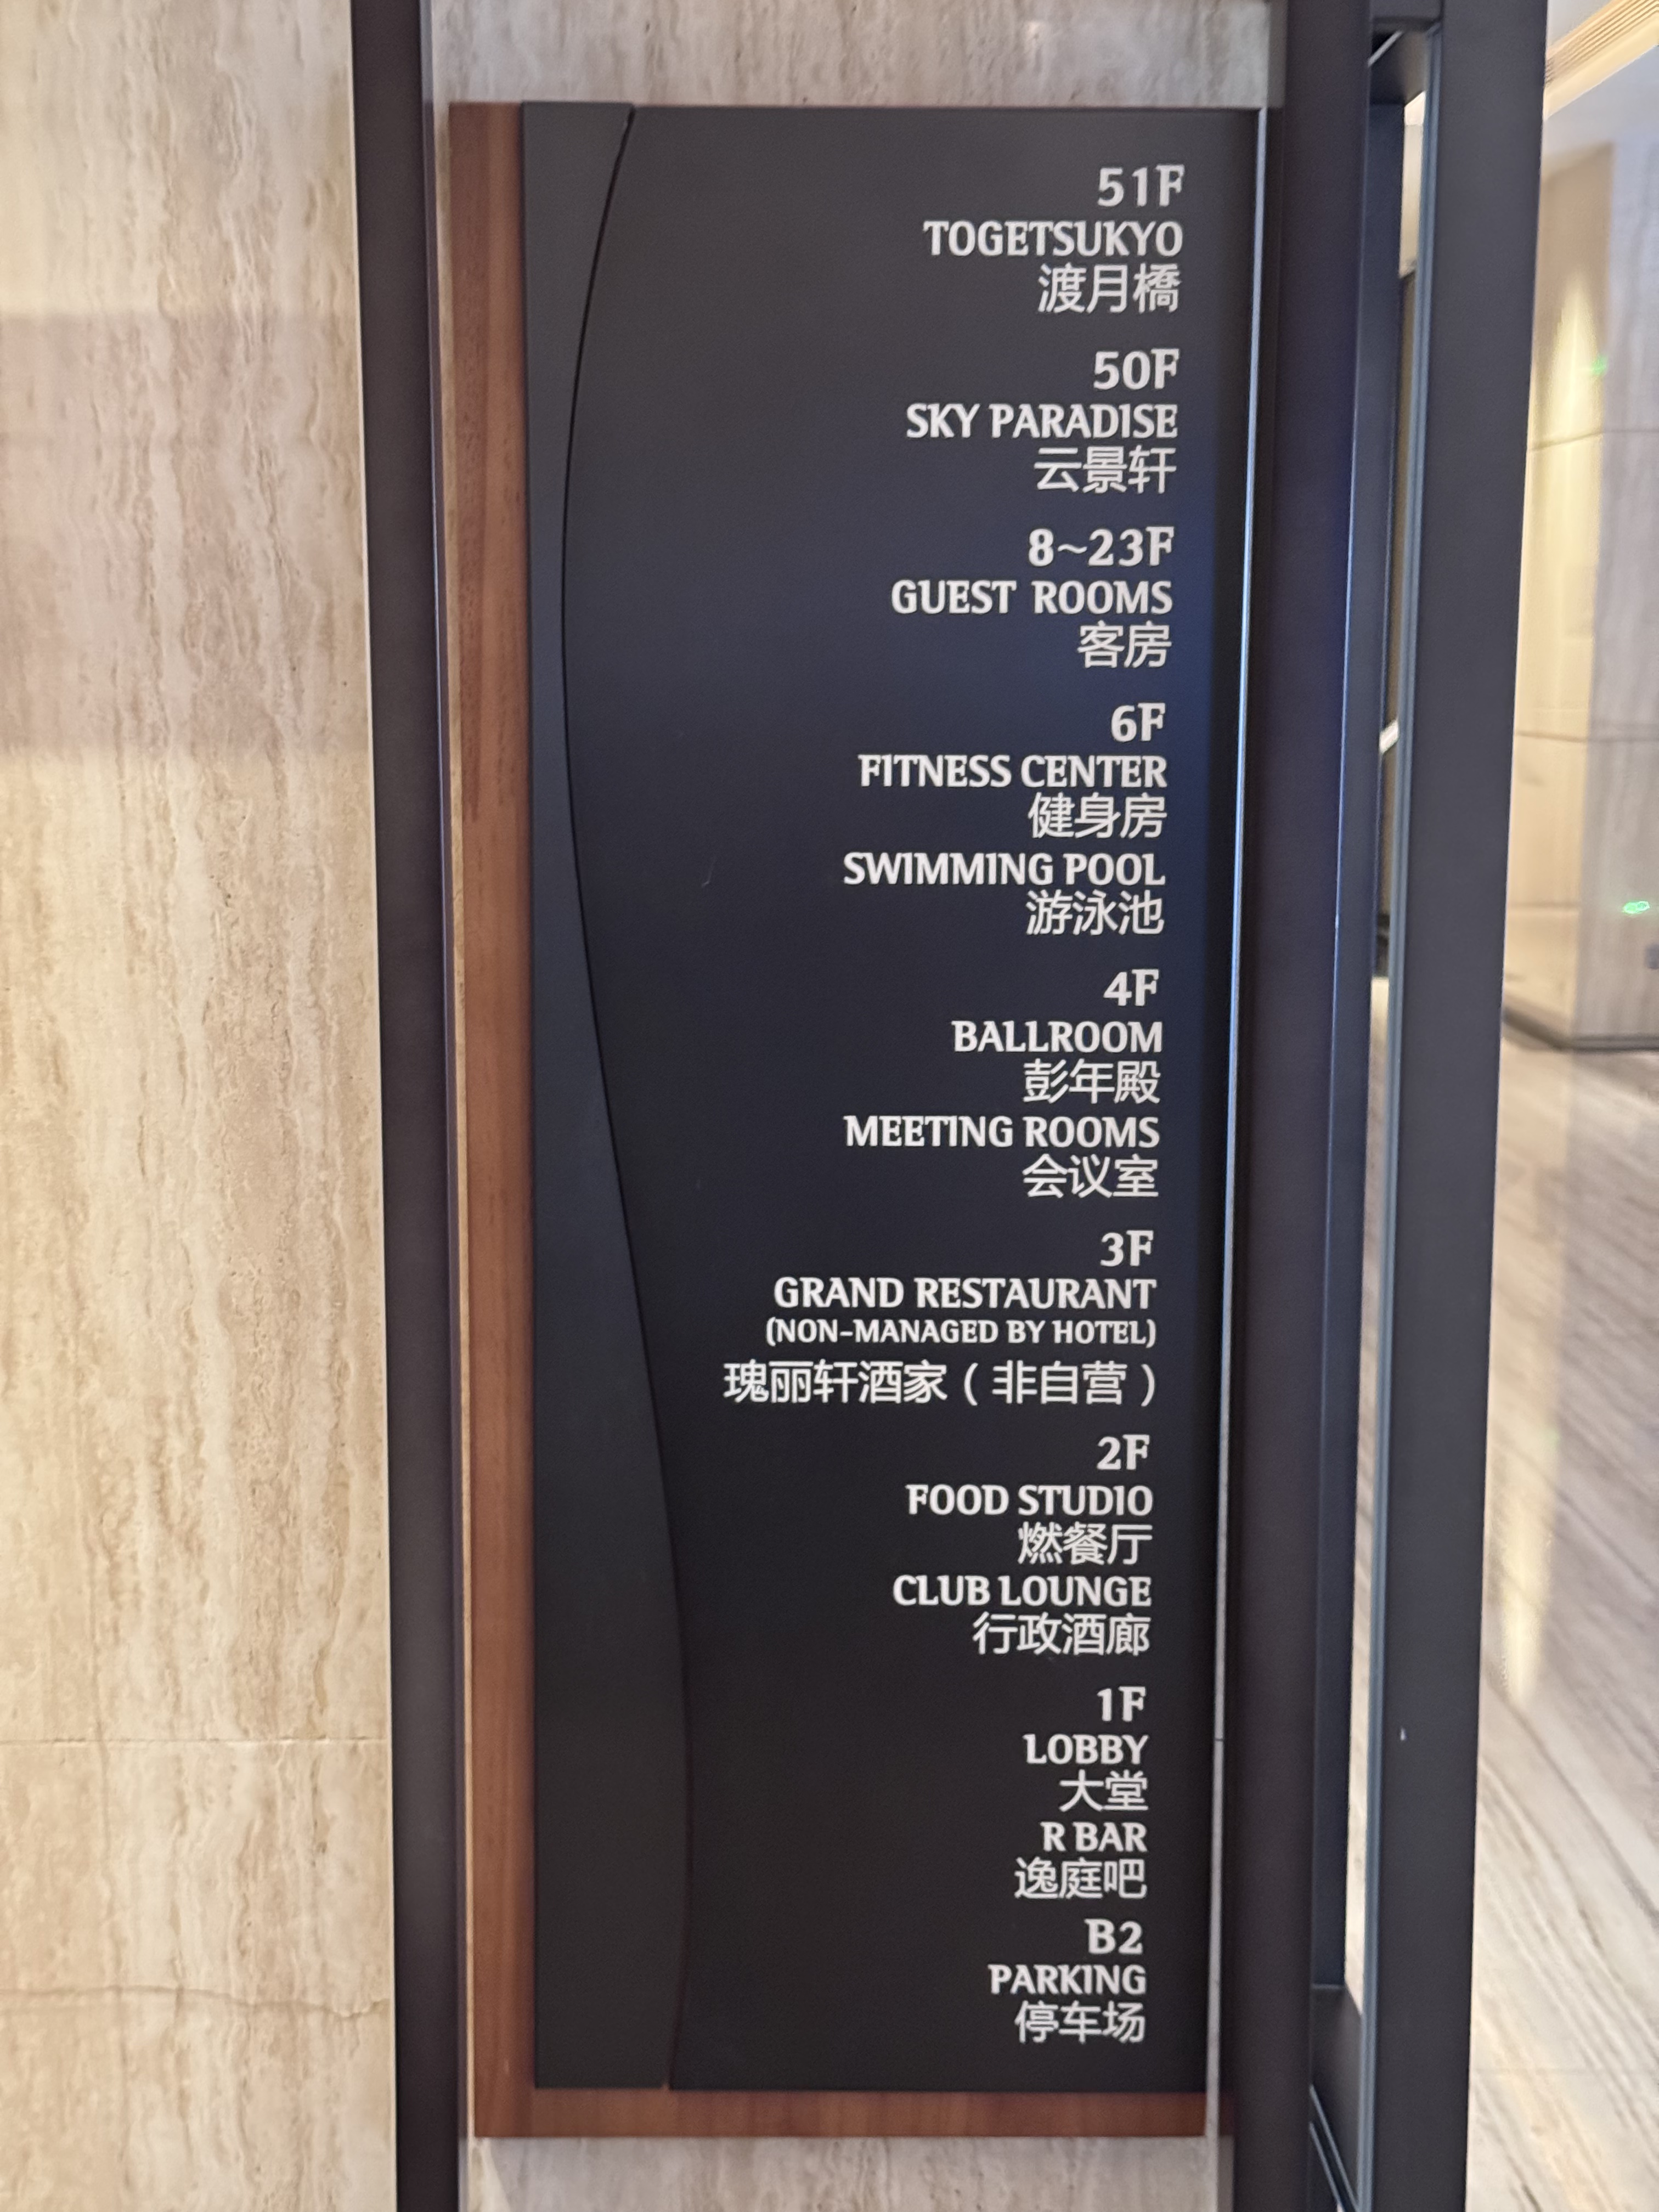 51F
TOGETSUKYO
渡月橋
50F
SKY PARADISE
云景轩
8~23F
GUEST ROOMS
客房
6F
FITNESS CENTER
健身房
SWIMMING POOL
游泳池
4F
BALLROOM
彭年殿
MEETING ROOMS
会议室
3F
GRAND RESTAURANT
(NON-MANAGED BY HOTEL)
瑰丽轩酒家（非自营）
2F
FOOD STUDIO
燃餐厅
CLUB LOUNGE
行政酒廊
1F
LOBBY
大堂
R BAR
逸庭吧
B2
PARKING
停车场